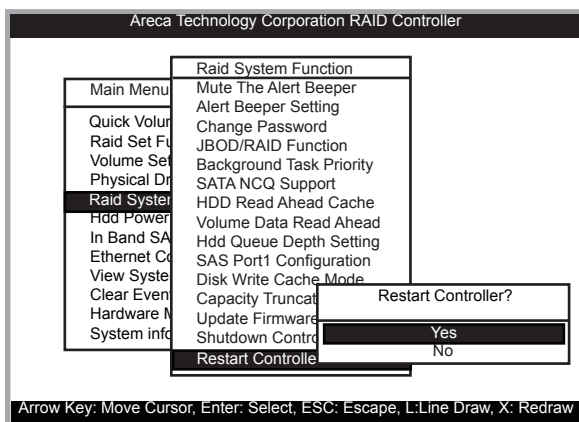 Areca Technology Corporation RAID Controller
Main Menu
Quick Volur
Raid Set Fu
Volume Set
Physical Dr
Raid Syster
Hdd Power
In Band SA
Ethernet Co
View Syste
Clear Event
Hardware M
System info
Raid System Function
Mute The Alert Beeper
Alert Beeper Setting
Change Password
JBOD/RAID Function
Background Task Priority
SATA NCQ Support
HDD Read Ahead Cache
Volume Data Read Ahead
Hdd Queue Depth Setting
SAS Port1 Configuration
Disk Write Cache Mode
Capacity Truncat
Update Firmware
Shutdown Contro
Restart Controlle
Restart Controller?
Yes
No
Arrow Key: Move Cursor, Enter: Select, ESC: Escape, L:Line Draw, X: Redraw